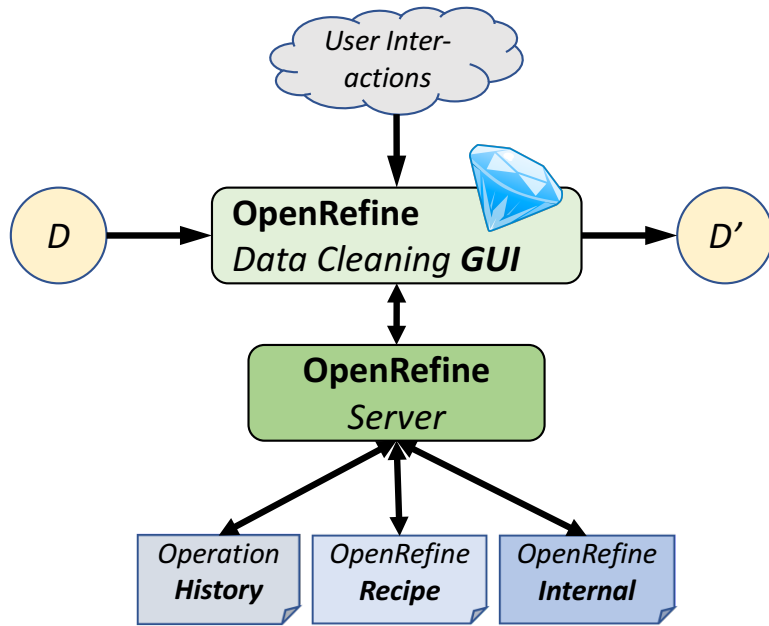 User Inter-
actions
D
OpenRefine
Data Cleaning GUI
D’
OpenRefine
Server
Operation
History
OpenRefine
Recipe
OpenRefine
Internal